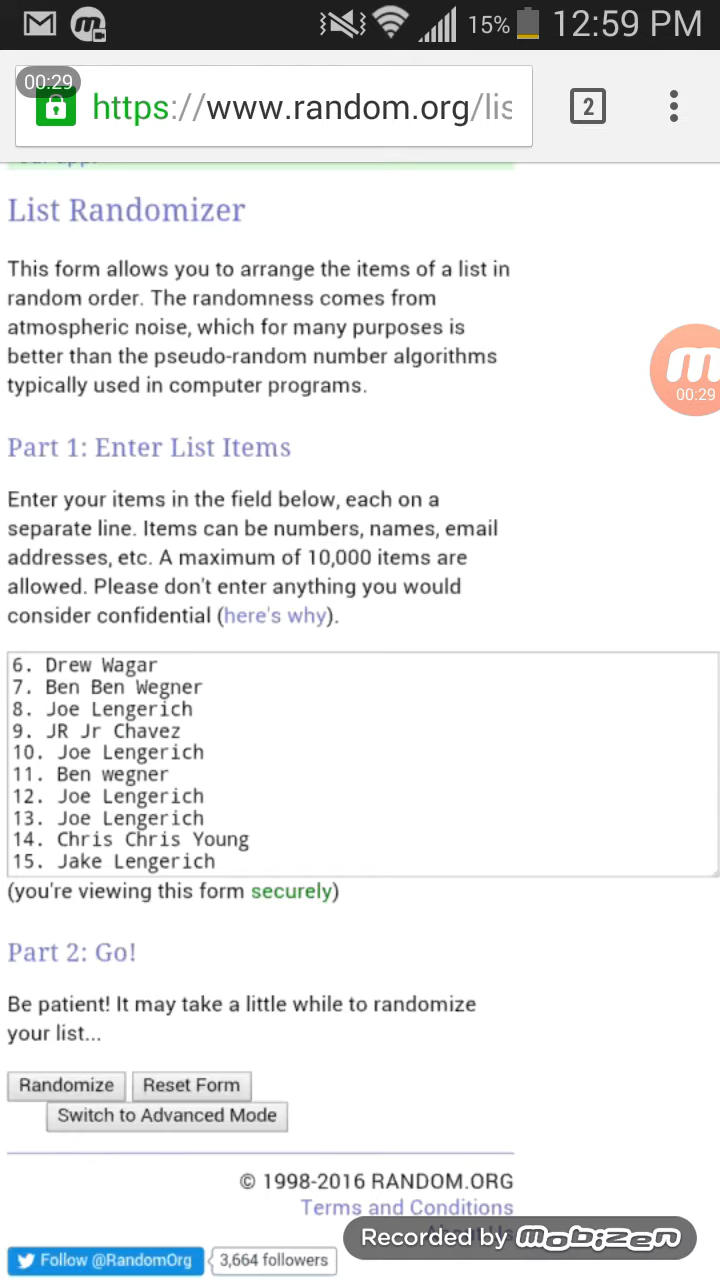 15% 12:59 PM
00:29
https://www.random.org/lis
2
List Randomizer
This form allows you to arrange the items of a list in
random order. The randomness comes from
atmospheric noise, which for many purposes is
better than the pseudo-random number algorithms
typically used in computer programs.
00:29
Part 1: Enter List Items
Enter your items in the field below, each on a
separate line. Items can be numbers, names, email
addresses, etc. A maximum of 10,000 items are
allowed. Please don't enter anything you would
consider confidential (here's why).
6. Drew Wagar
7. Ben Ben Wegner
8. Joe Lengerich
9. JR Jr Chavez
10. Joe Lengerich
11. Ben wegner
12. Joe Lengerich
13. Joe Lengerich
14. Chris Chris Young
15. Jake Lengerich
(you're viewing this form securely)
Part 2: Go!
Be patient! It may take a little while to randomize
your list...
Randomize Reset Form
Switch to Advanced Mode
© 1998-2016 RANDOM.ORG
Terms and Conditions
Recorded by mobizen
Follow @RandomOrg 3,664 followers